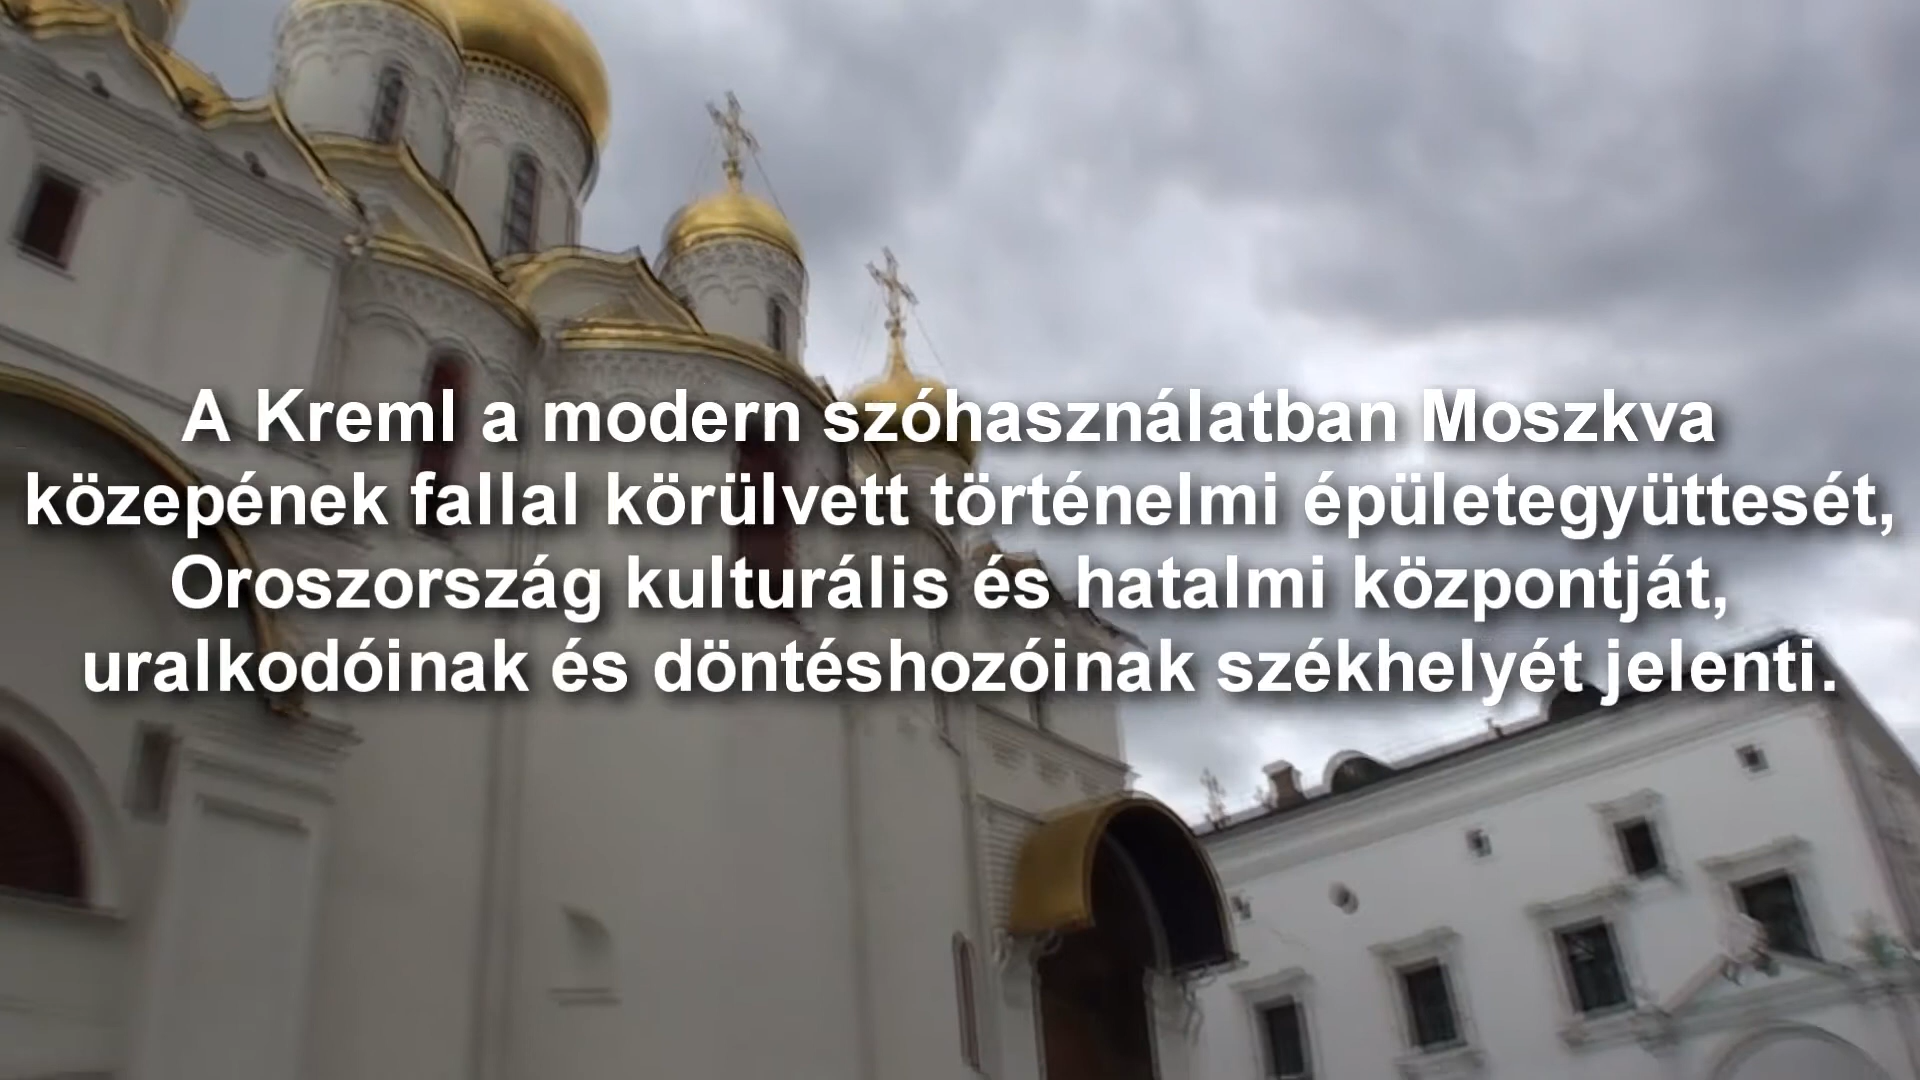 A Kreml a modern szóhasználatban Moszkva
közepének fallal körülvett történelmi épületegyüttesét,
Oroszország kulturális és hatalmi központját,
uralkodóinak és döntéshozóinak székhelyét jelenti.